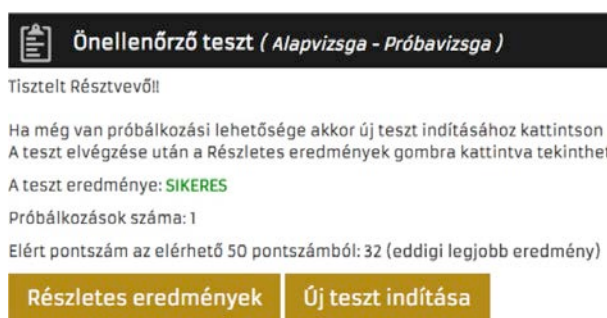 Önellenőrző teszt ( Alapvizsga - Próbavizsga )
Tisztelt Résztvevő!!
Ha még van próbálkozási lehetősége akkor új teszt indításához kattintson
A teszt elvégzése után a Részletes eredmények gombra kattintva
A teszt eredménye: SIKERES
Próbálkozások száma: 1
Elért pontszám az elérhető 50 pontszámból: 32 (eddigi legjobb eredmény)
Részletes eredmények
Új teszt indítása